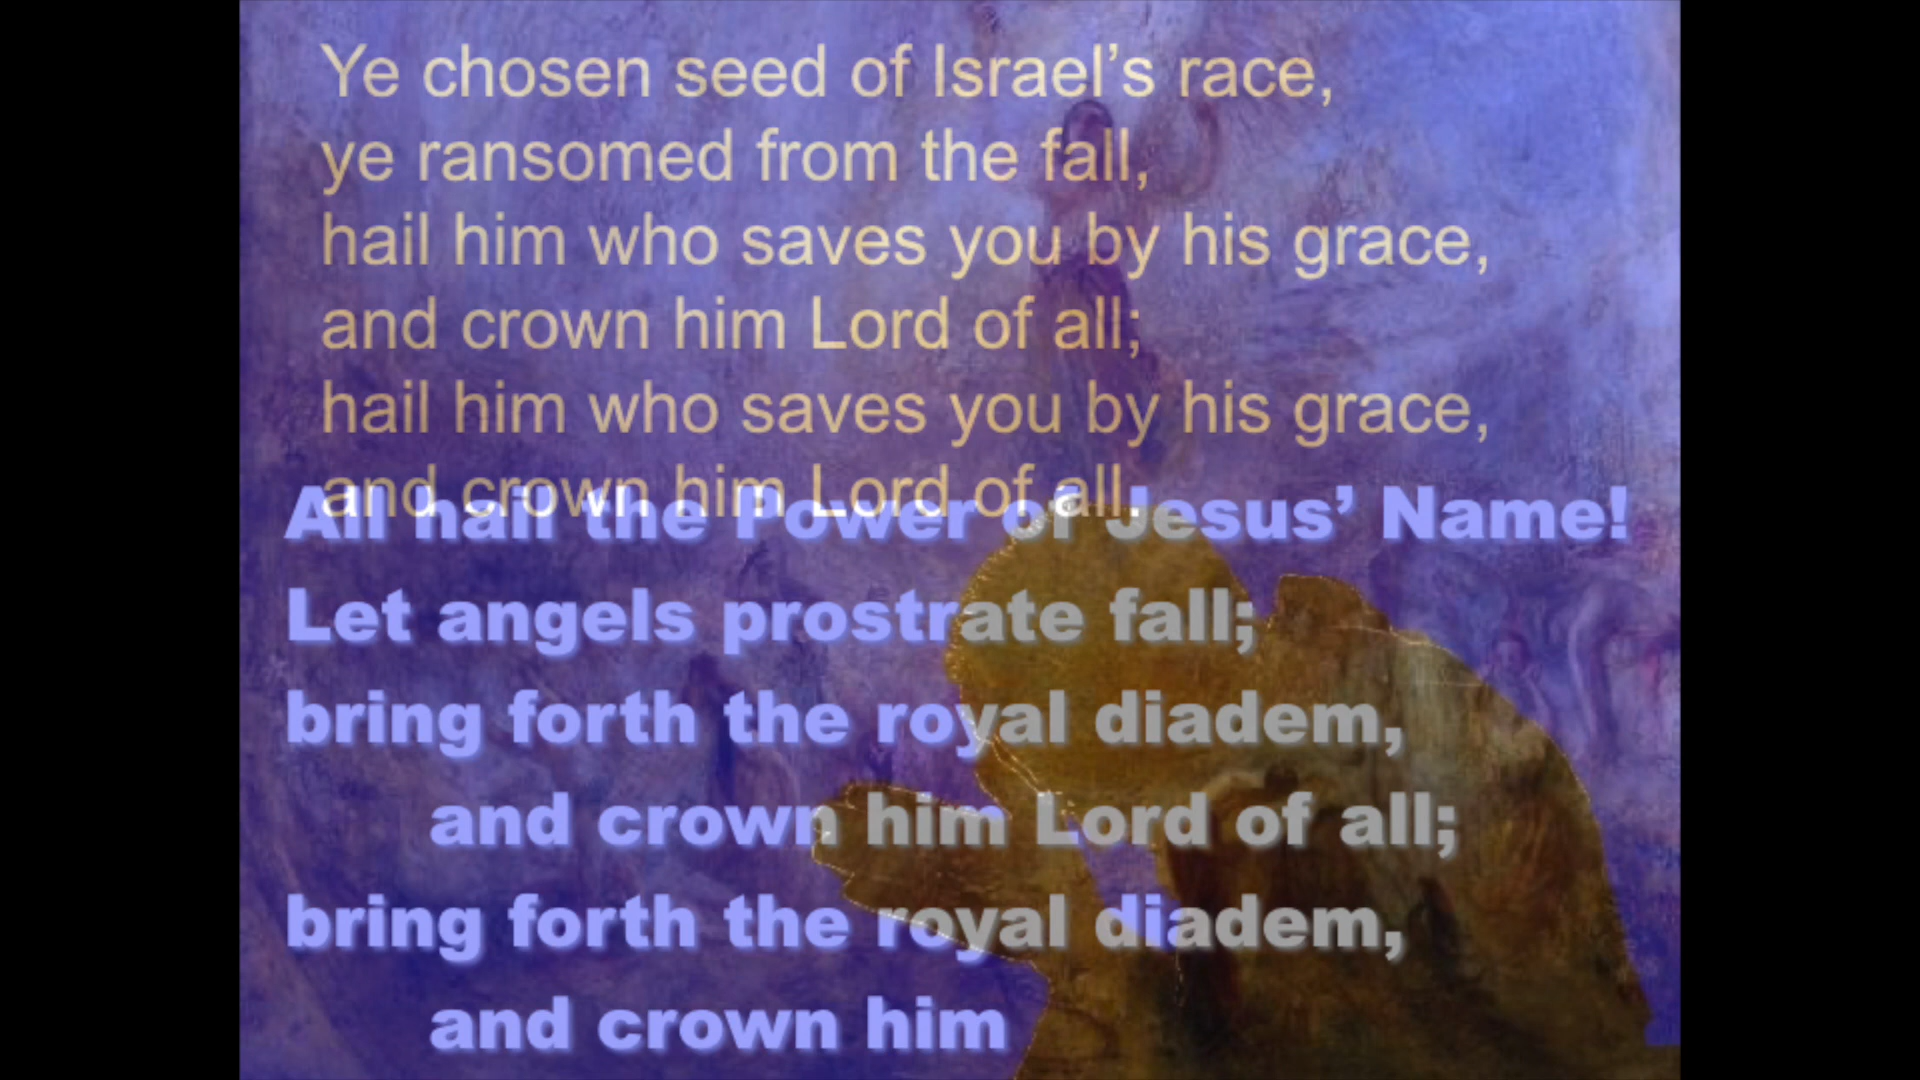 Ye chosen seed of Israel’s race,
ye ransomed from the fall,
hail him who saves you by his grace,
and crown him Lord of all;
hail him who saves you by his grace,
and crown him Lord of all.
All hail the Power of Jesus’ Name!
Let angels prostrate fall;
bring forth the royal diadem,
and crown him Lord of all;
bring forth the royal diadem,
and crown him